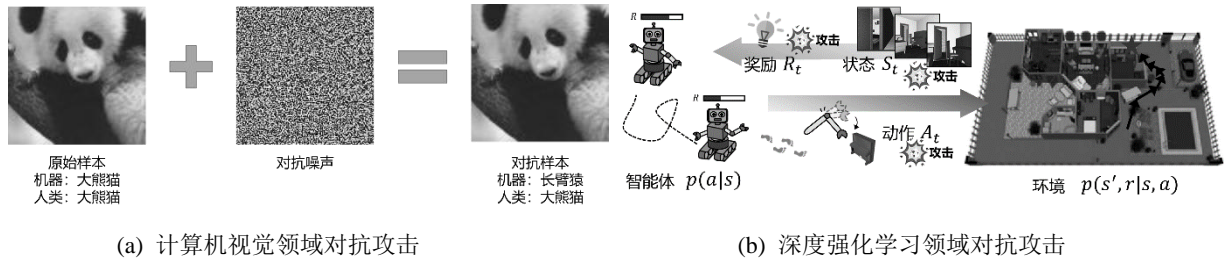 原始样本
机器：大熊猫
人类：大熊猫
对抗噪声
对抗样本
机器：长臂猿
人类：大熊猫
(a) 计算机视觉领域对抗攻击
R
攻击
奖励 R_t
状态 S_t
攻击
R
动作 A_t
攻击
智能体 p(a|s)
环境 p(s′, r|s, a)
(b) 深度强化学习领域对抗攻击